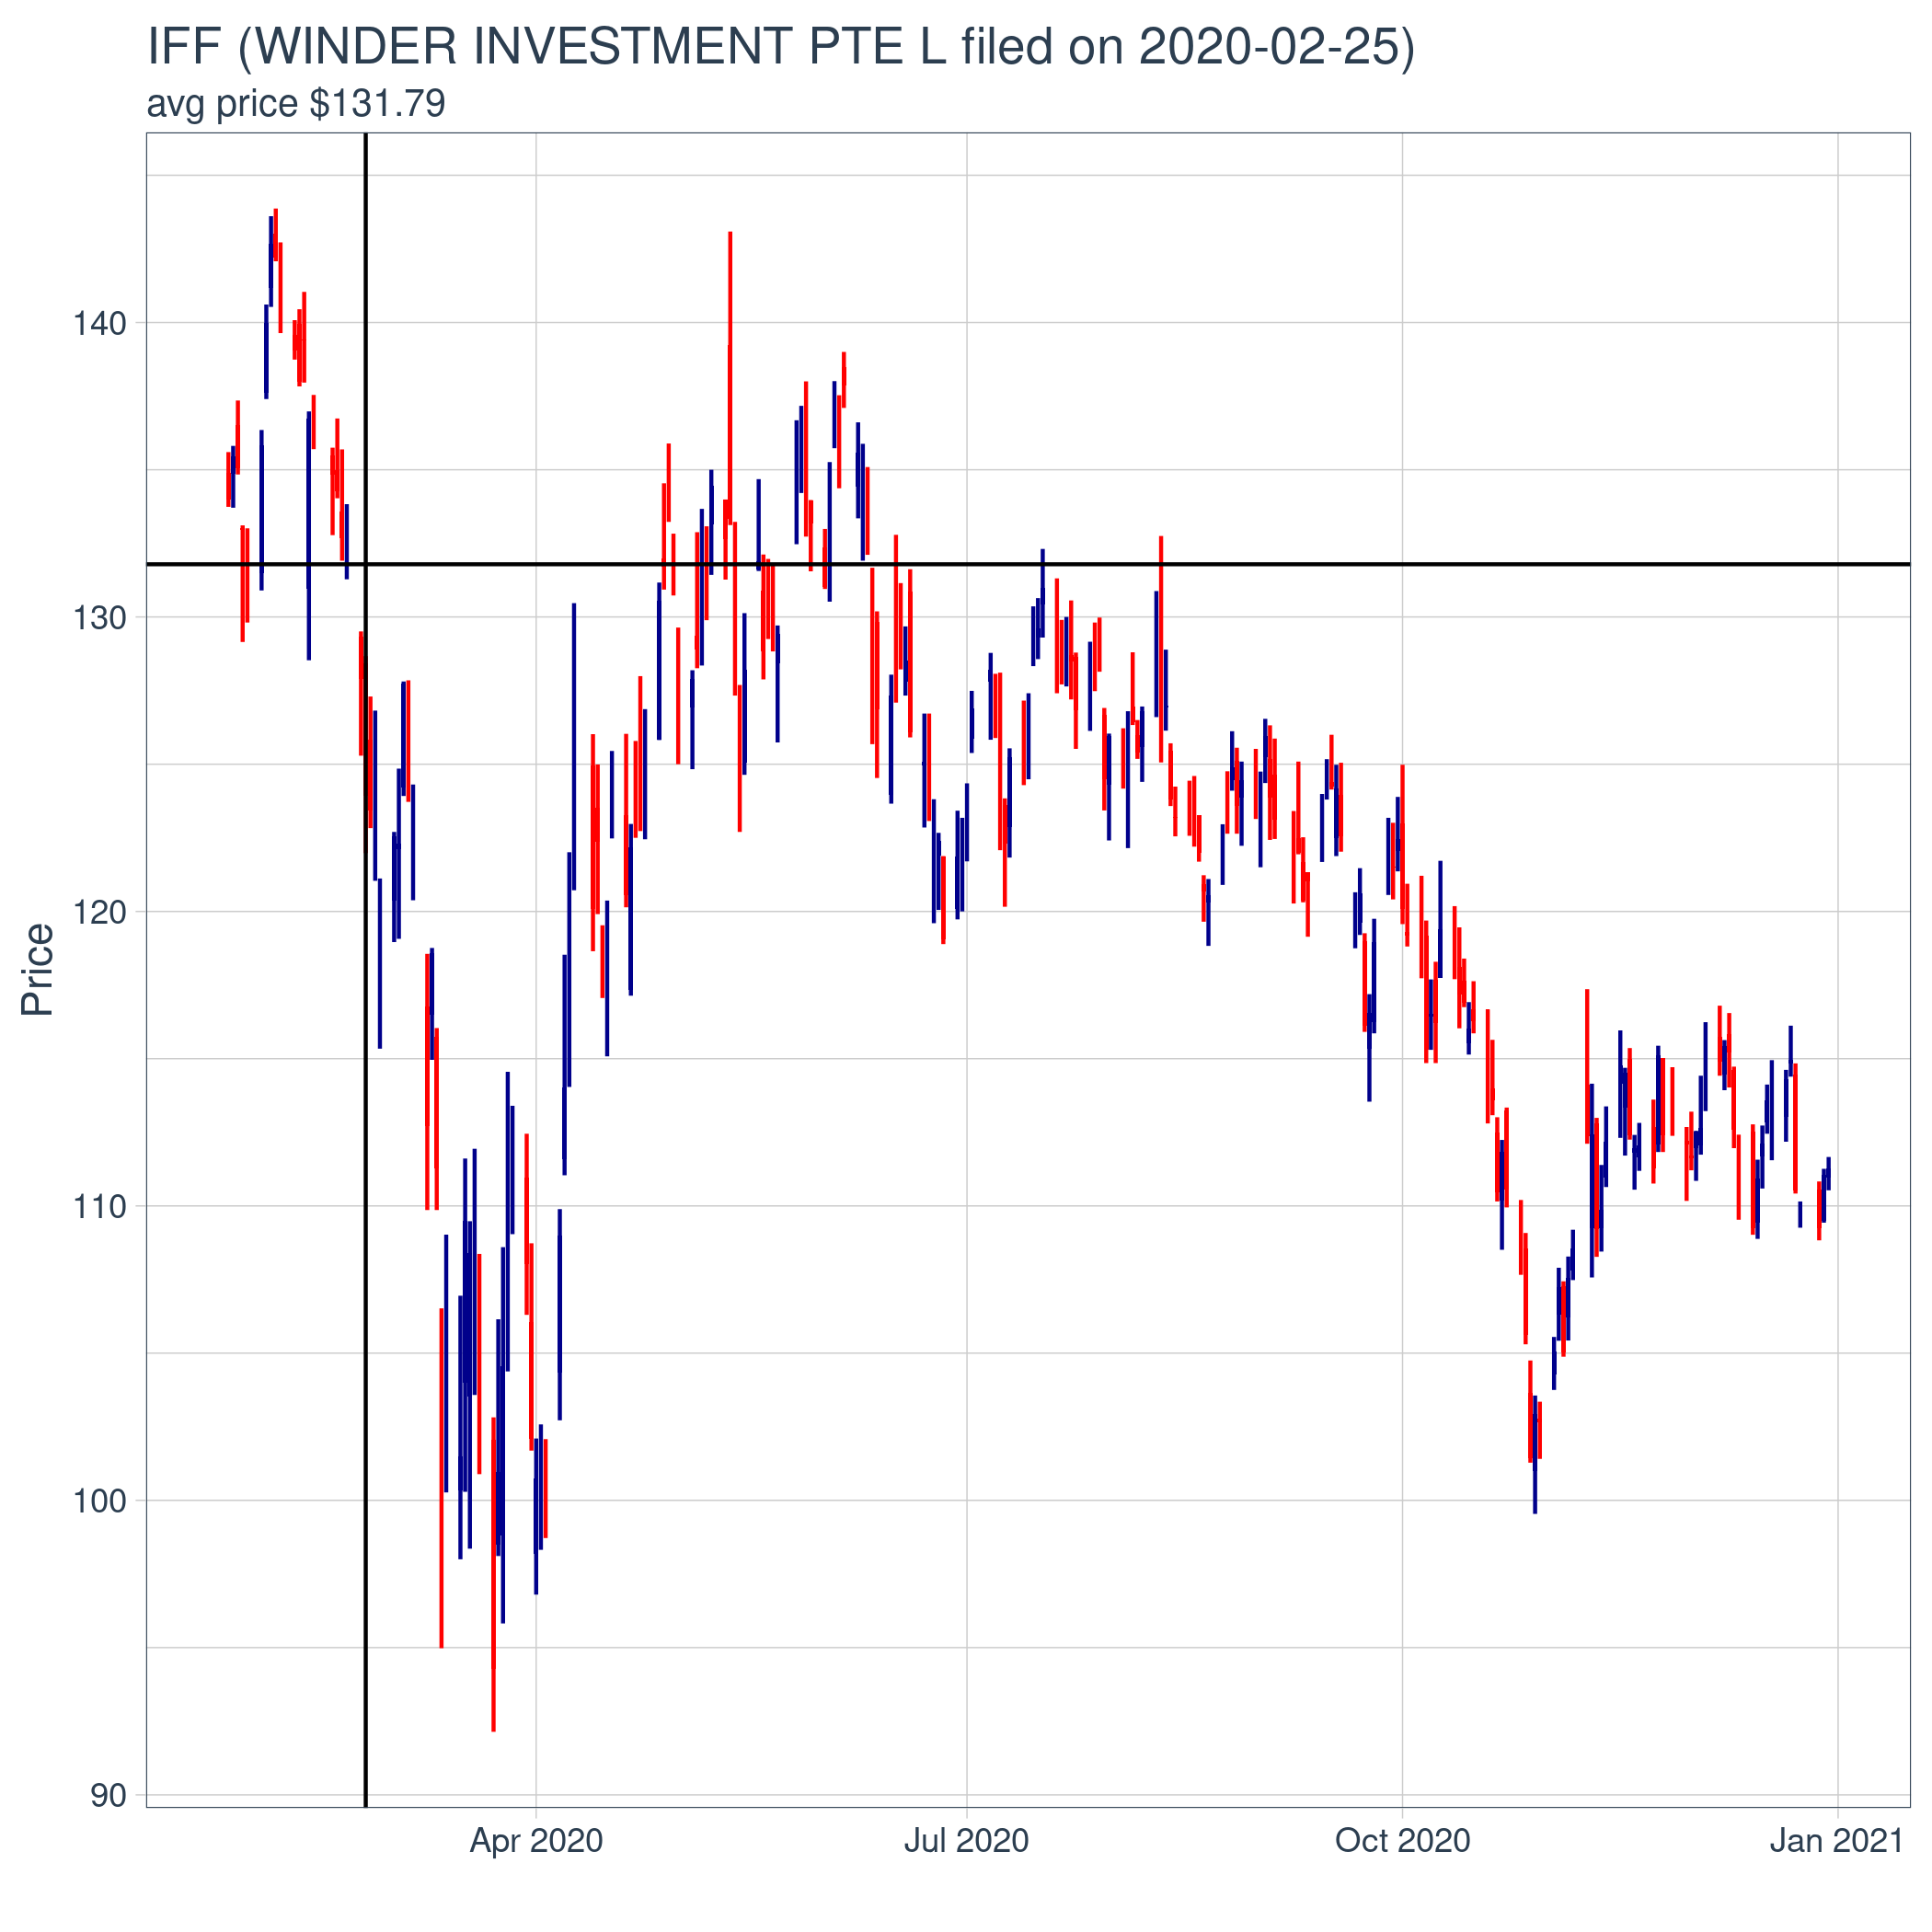 IFF (WINDER INVESTMENT PTE L filed on 2020-02-25)
avg price $131.79
140
130
120
110
100
90
Price
Apr 2020
Jul 2020
Oct 2020
Jan 2021